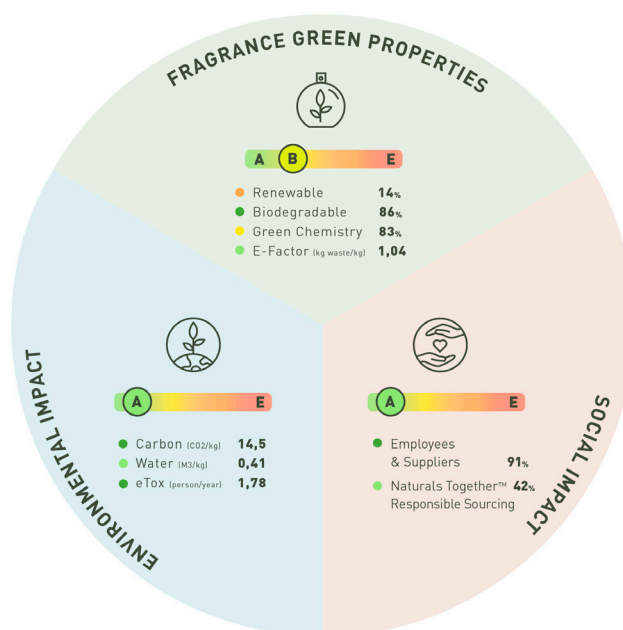 FRAGRANCE GREEN PROPERTIES
A B E
Renewable 14%
Biodegradable 86%
Green Chemistry 83%
E-Factor (kg waste/kg) 1,04
ENVIRONMENTAL IMPACT
A E
Carbon (CO2/kg) 14,5
Water (M3/kg) 0,41
eTox (person/year) 1,78
SOCIAL IMPACT
A E
Employees
& Suppliers 91%
Naturals Together™ 42%
Responsible Sourcing